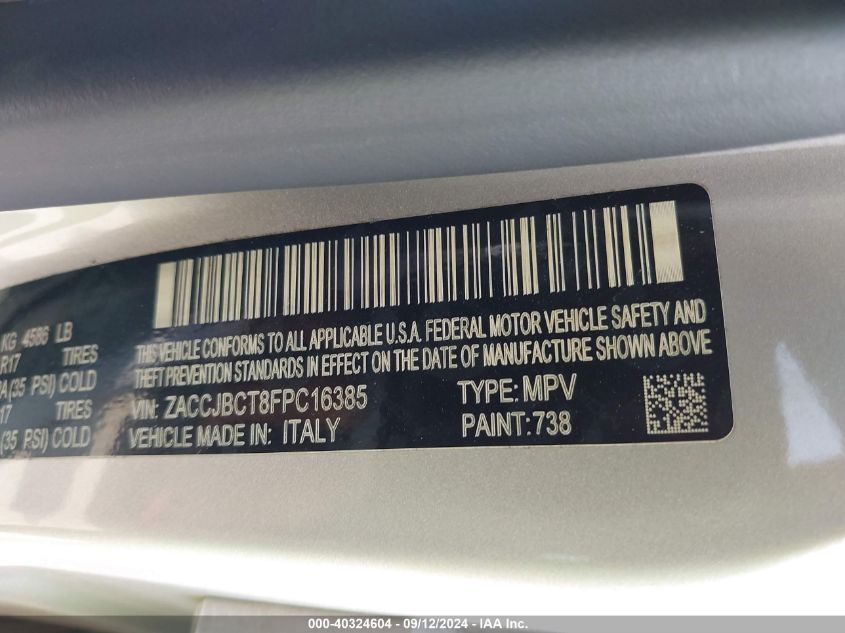 KG 4586 LB
R17 TIRES
(35 PSI) COLD
17 TIRES
(35 PSI) COLD
THIS VEHICLE CONFORMS TO ALL APPLICABLE U.S.A. FEDERAL MOTOR VEHICLE SAFETY AND
THEFT PREVENTION STANDARDS IN EFFECT ON THE DATE OF MANUFACTURE SHOWN ABOVE
VIN: ZACCJBCT8FPC16385 TYPE: MPV
VEHICLE MADE IN: ITALY PAINT:738
000-40324604 - 09/12/2024 - IAA Inc.